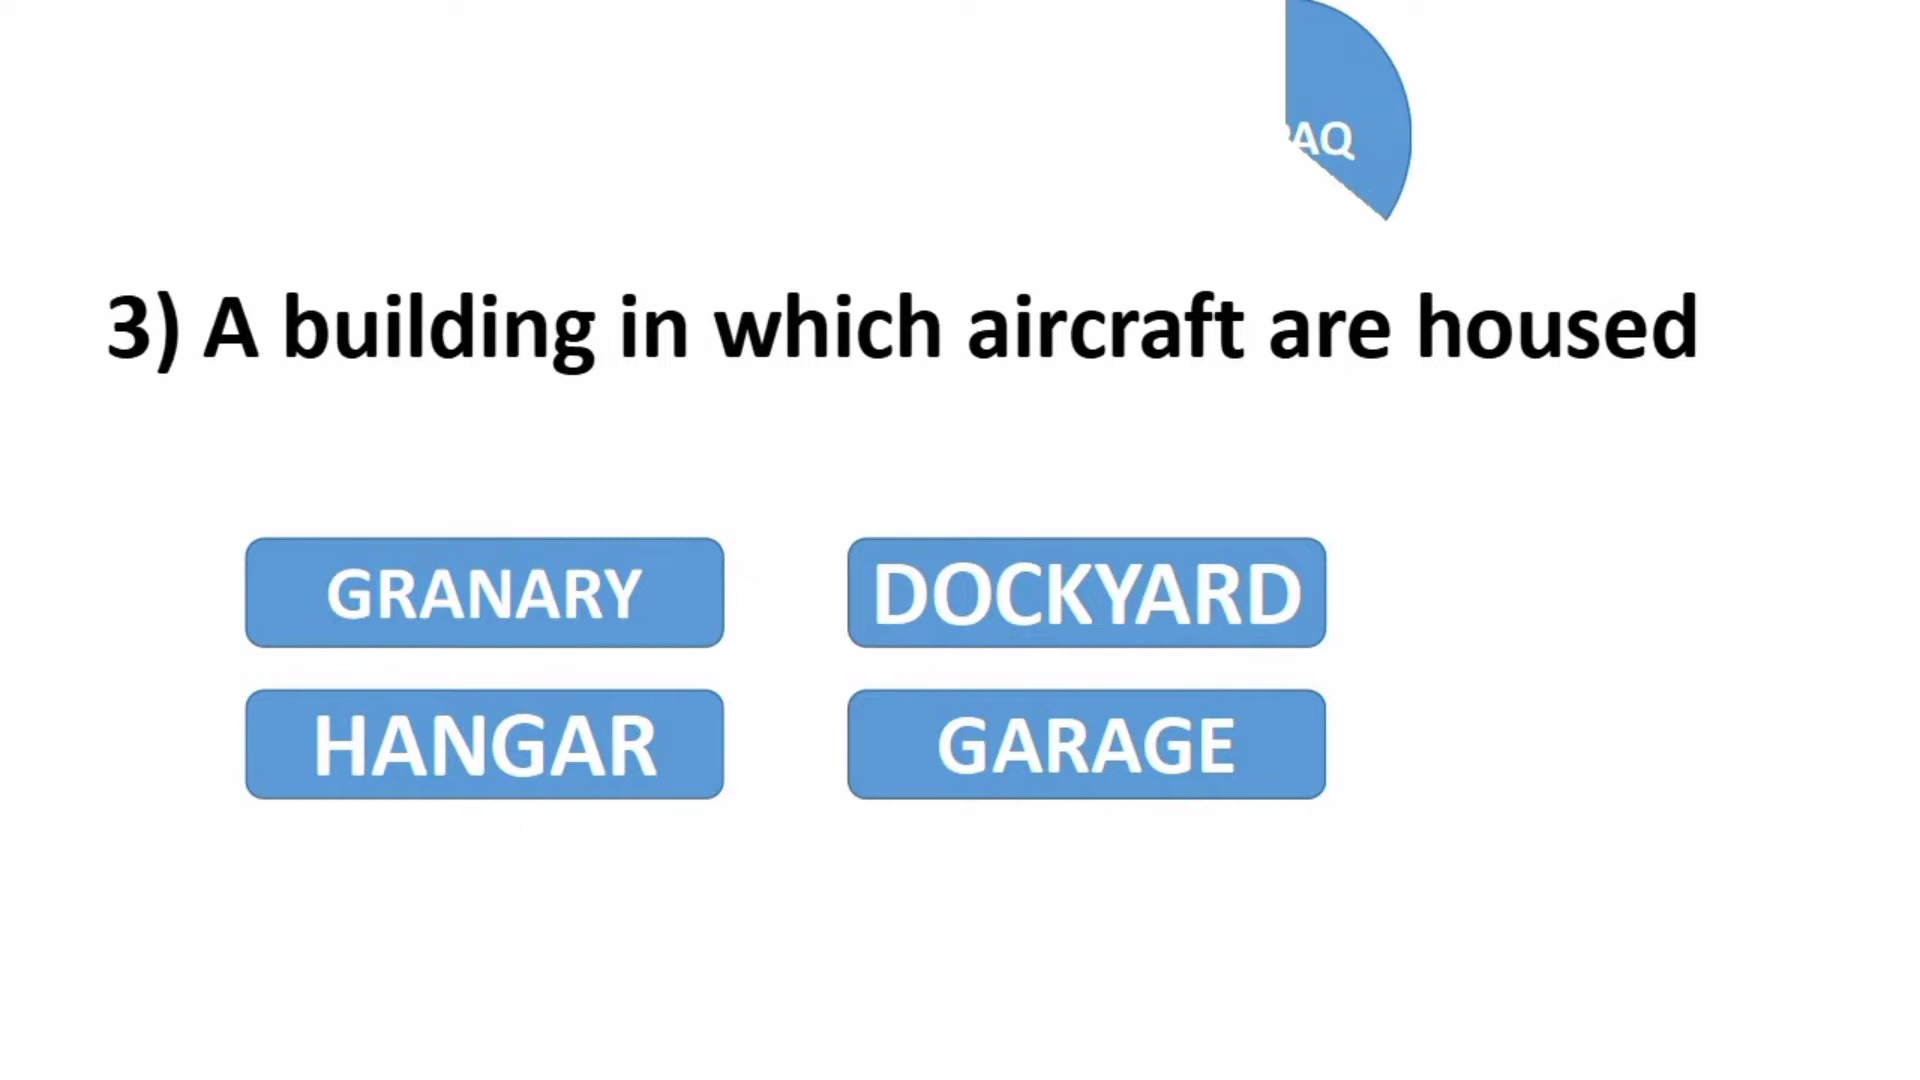 AQ
3) A building in which aircraft are housed
GRANARY
DOCKYARD
HANGAR
GARAGE